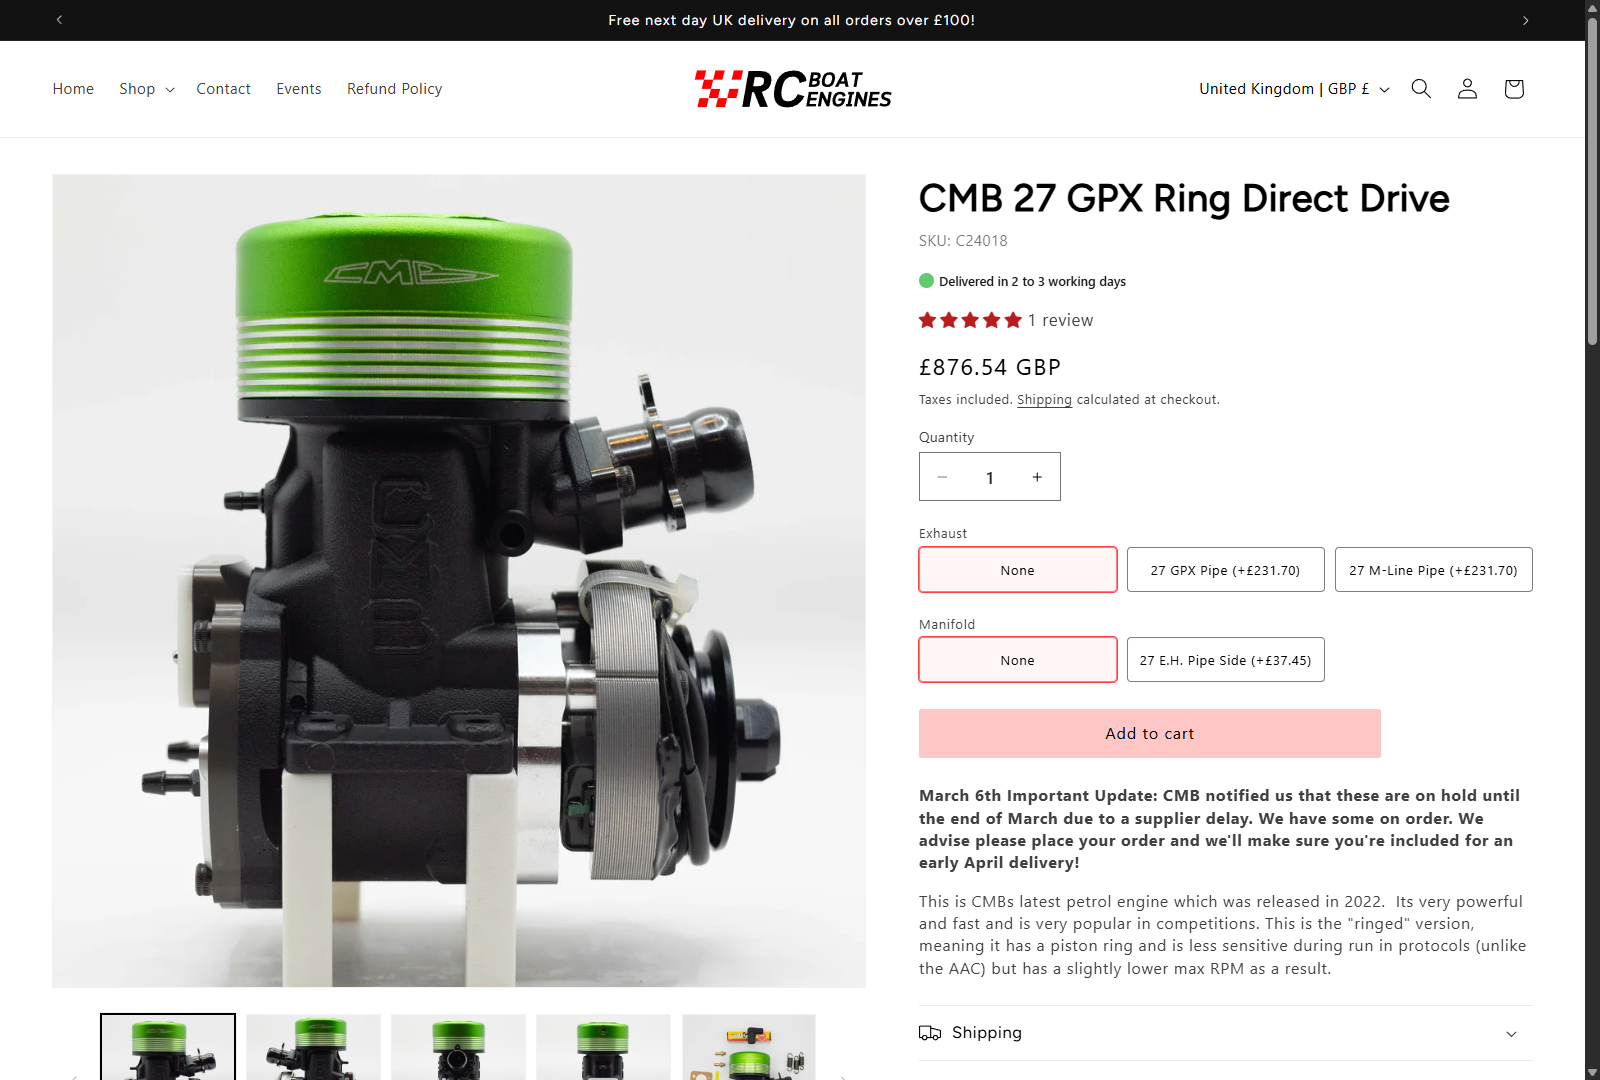 Free next day UK delivery on all orders over £100!
Home
Shop
Contact
Events
Refund Policy
RC BOAT ENGINES
United Kingdom | GBP £
CMB
CMB
CMB 27 GPX Ring Direct Drive
SKU: C24018
Delivered in 2 to 3 working days
1 review
£876.54 GBP
Taxes included. Shipping calculated at checkout.
Quantity
1
Exhaust
None
27 GPX Pipe (+£231.70)
27 M-Line Pipe (+£231.70)
Manifold
None
27 E.H. Pipe Side (+£37.45)
Add to cart
March 6th Important Update: CMB notified us that these are on hold until
the end of March due to a supplier delay. We have some on order. We
advise please place your order and we'll make sure you're included for an
early April delivery!
This is CMBs latest petrol engine which was released in 2022.  Its very powerful
and fast and is very popular in competitions. This is the "ringed" version,
meaning it has a piston ring and is less sensitive during run in protocols (unlike
the AAC) but has a slightly lower max RPM as a result.
Shipping